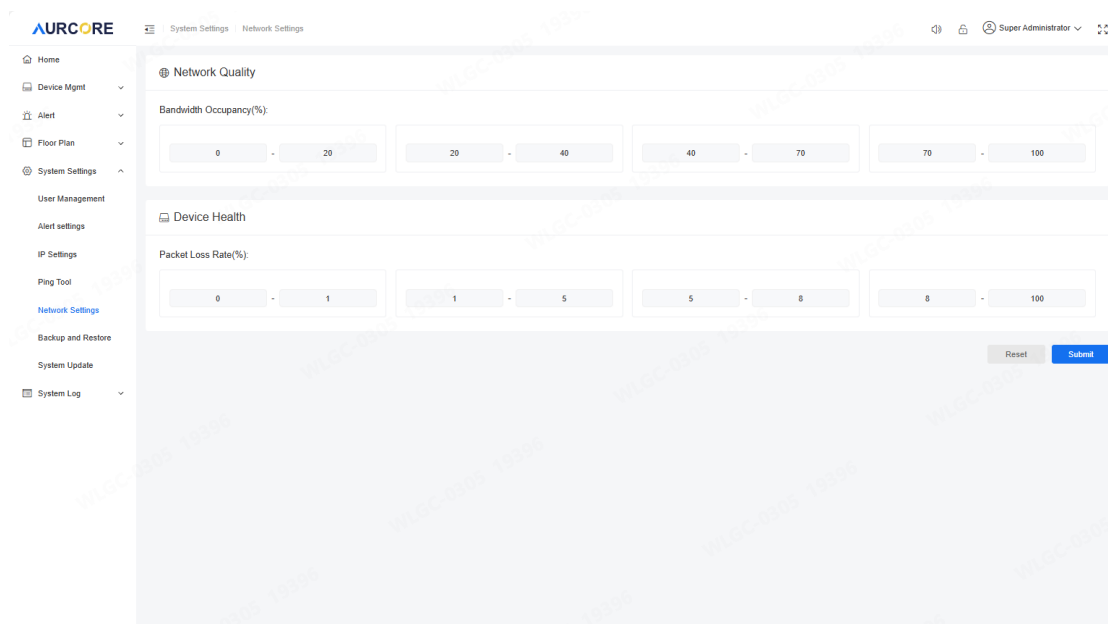 AURCORE
System Settings Network Settings
Super Administrator
Home
Device Mgmt
Alert
Floor Plan
System Settings
User Management
Alert settings
IP Settings
Ping Tool
Network Settings
Backup and Restore
System Update
System Log
Network Quality
Bandwidth Occupancy(%):
0 - 20 20 - 40 40 - 70 70 - 100
Device Health
Packet Loss Rate(%):
0 - 1 1 - 5 5 - 8 8 - 100
Reset Submit
WLGC-0305 19396